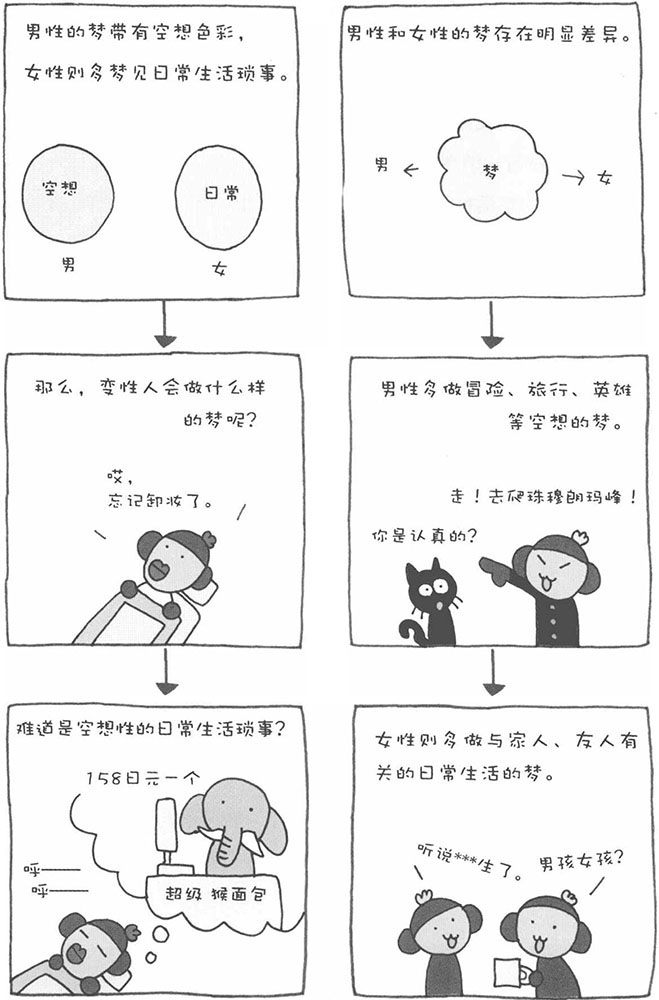 男性和女性的梦存在明显差异。
男
梦
女
男性多做冒险、旅行、英雄
等空想的梦。
走！去爬珠穆朗玛峰！
你是认真的？
女性则多做与家人、友人有
关的日常生活的梦。
听说***生了。
男孩女孩？
男性的梦带有空想色彩，
女性则多梦见日常生活琐事。
空想
日常
男
女
那么，变性人会做什么样
的梦呢？
哎，
忘记卸妆了。
难道是空想性的日常生活琐事？
158日元一个
呼——
呼——
超级 猴面包